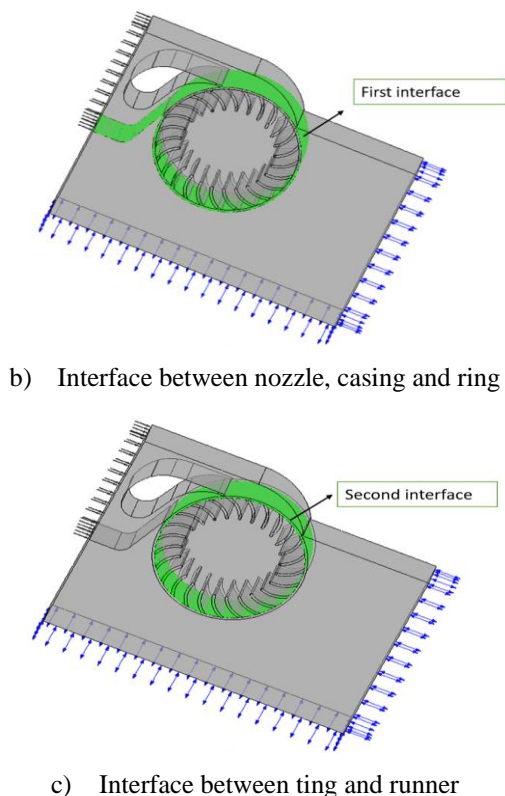 First interface
b) Interface between nozzle, casing and ring
Second interface
c) Interface between ting and runner